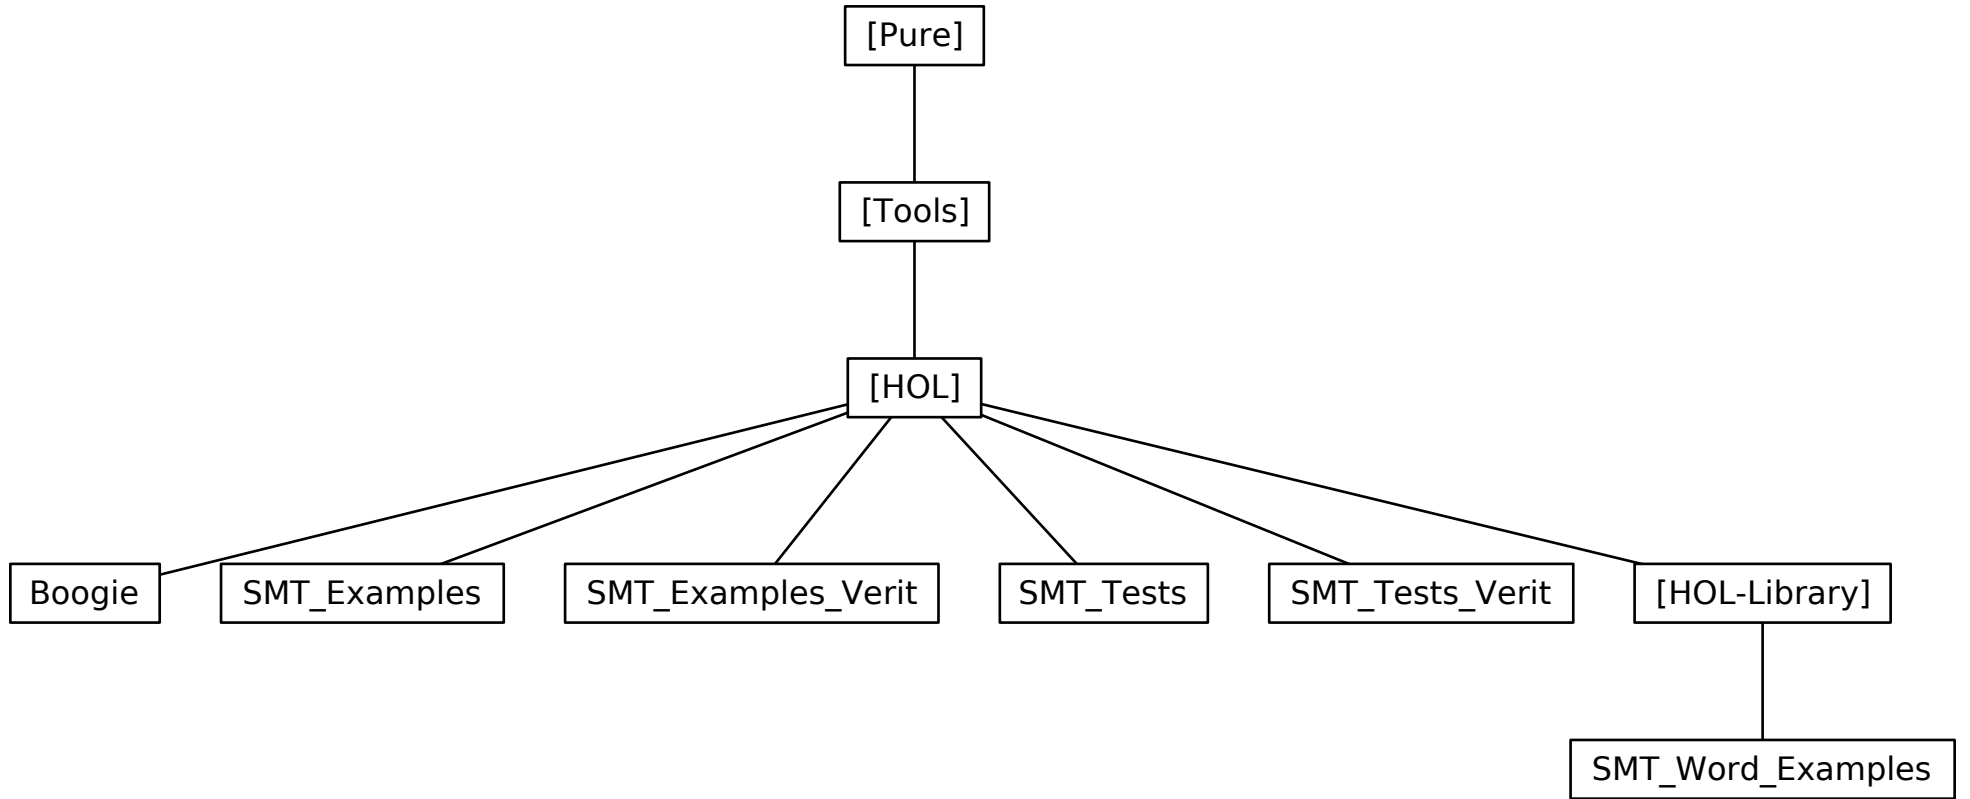 [Pure]
[Tools]
[HOL]
Boogie
SMT_Examples
SMT_Examples_Verit
SMT_Tests
SMT_Tests_Verit
[HOL-Library]
SMT_Word_Examples